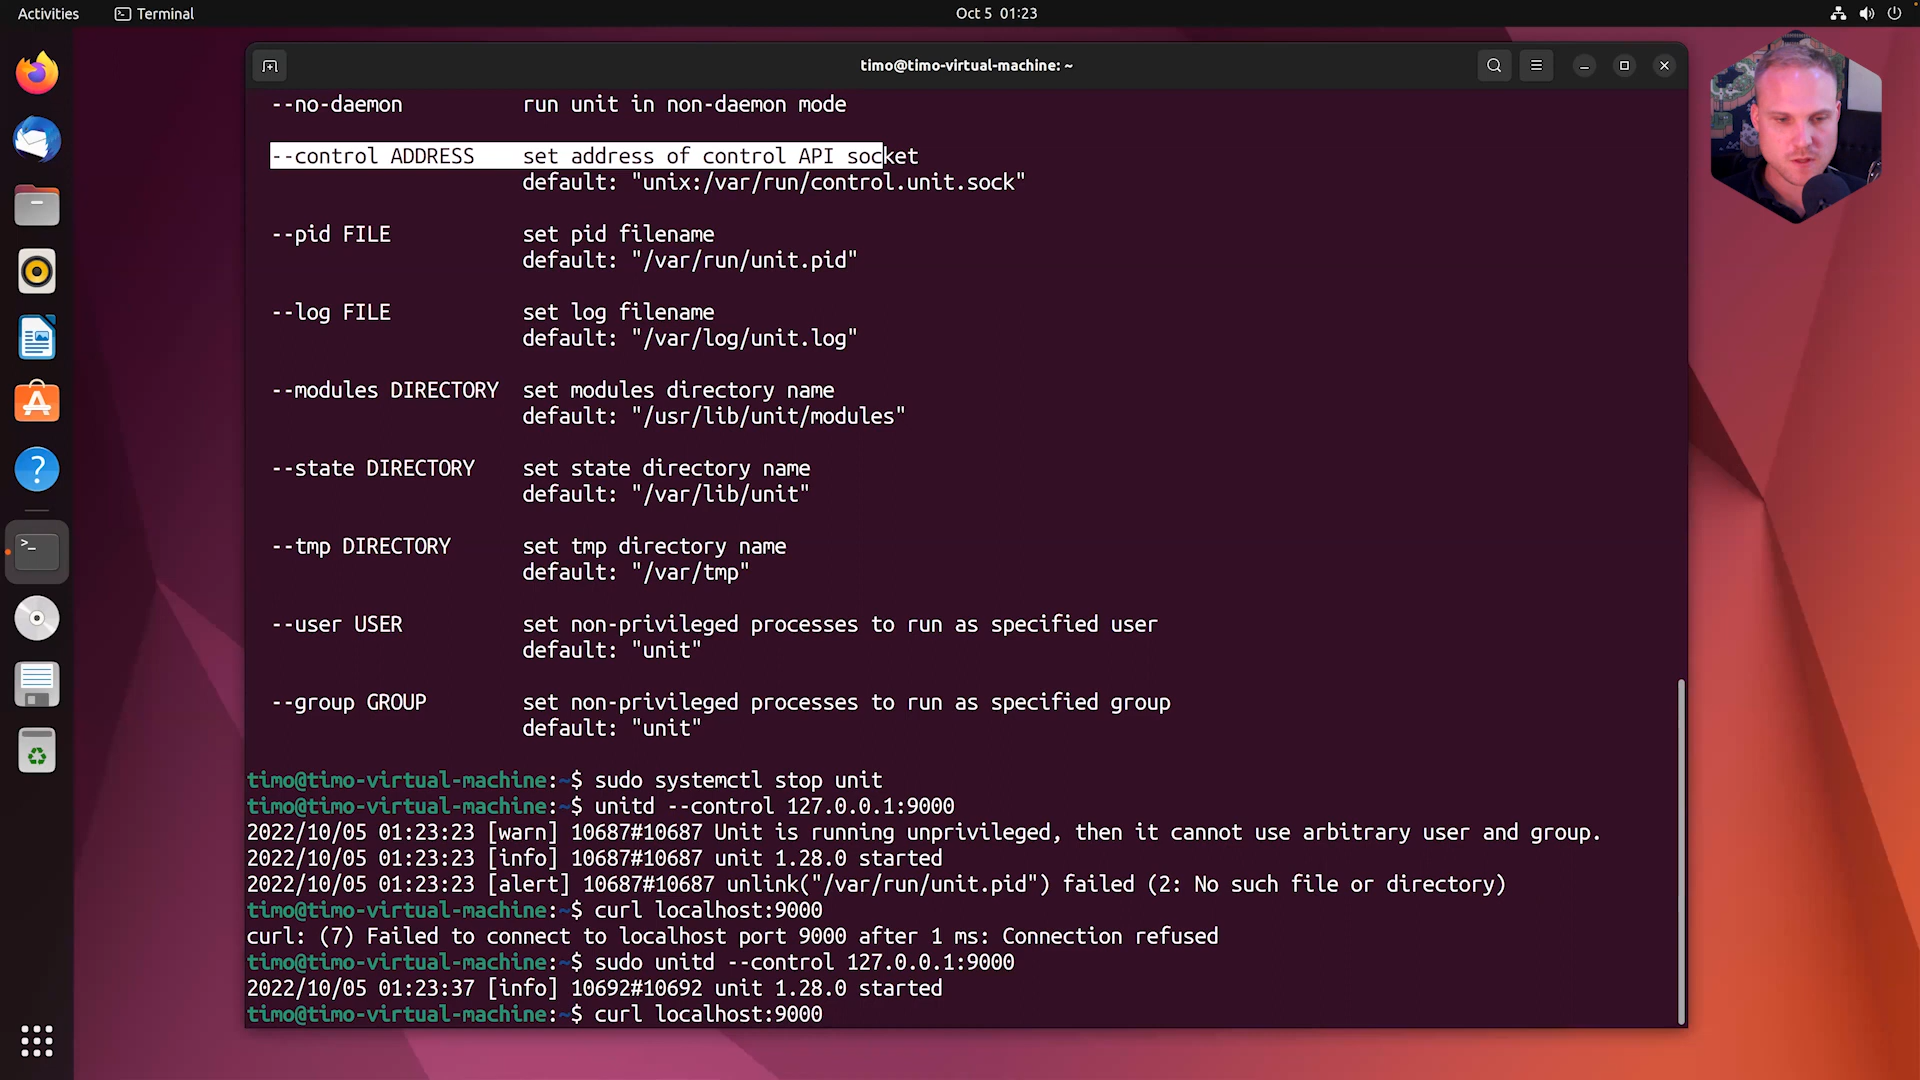 Activities Terminal Oct 5 01:23
timo@timo-virtual-machine: ~
--no-daemon run unit in non-daemon mode
--control ADDRESS set address of control API socket
default: "unix:/var/run/control.unit.sock"
--pid FILE set pid filename
default: "/var/run/unit.pid"
--log FILE set log filename
default: "/var/log/unit.log"
--modules DIRECTORY set modules directory name
default: "/usr/lib/unit/modules"
--state DIRECTORY set state directory name
default: "/var/lib/unit"
--tmp DIRECTORY set tmp directory name
default: "/var/tmp"
--user USER set non-privileged processes to run as specified user
default: "unit"
--group GROUP set non-privileged processes to run as specified group
default: "unit"
timo@timo-virtual-machine:~$ sudo systemctl stop unit
timo@timo-virtual-machine:~$ unitd --control 127.0.0.1:9000
2022/10/05 01:23:23 [warn] 10687#10687 Unit is running unprivileged, then it cannot use arbitrary user and group.
2022/10/05 01:23:23 [info] 10687#10687 unit 1.28.0 started
2022/10/05 01:23:23 [alert] 10687#10687 unlink("/var/run/unit.pid") failed (2: No such file or directory)
timo@timo-virtual-machine:~$ curl localhost:9000
curl: (7) Failed to connect to localhost port 9000 after 1 ms: Connection refused
timo@timo-virtual-machine:~$ sudo unitd --control 127.0.0.1:9000
2022/10/05 01:23:37 [info] 10692#10692 unit 1.28.0 started
timo@timo-virtual-machine:~$ curl localhost:9000